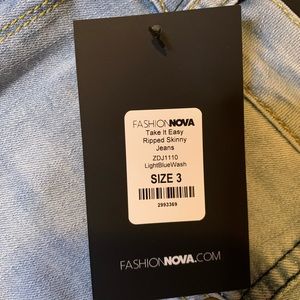 FASHIONNOVA
Take It Easy
Ripped Skinny
Jeans
ZDJ1110
LightBlueWash
SIZE 3
2993369
FASHIONNOVA.COM